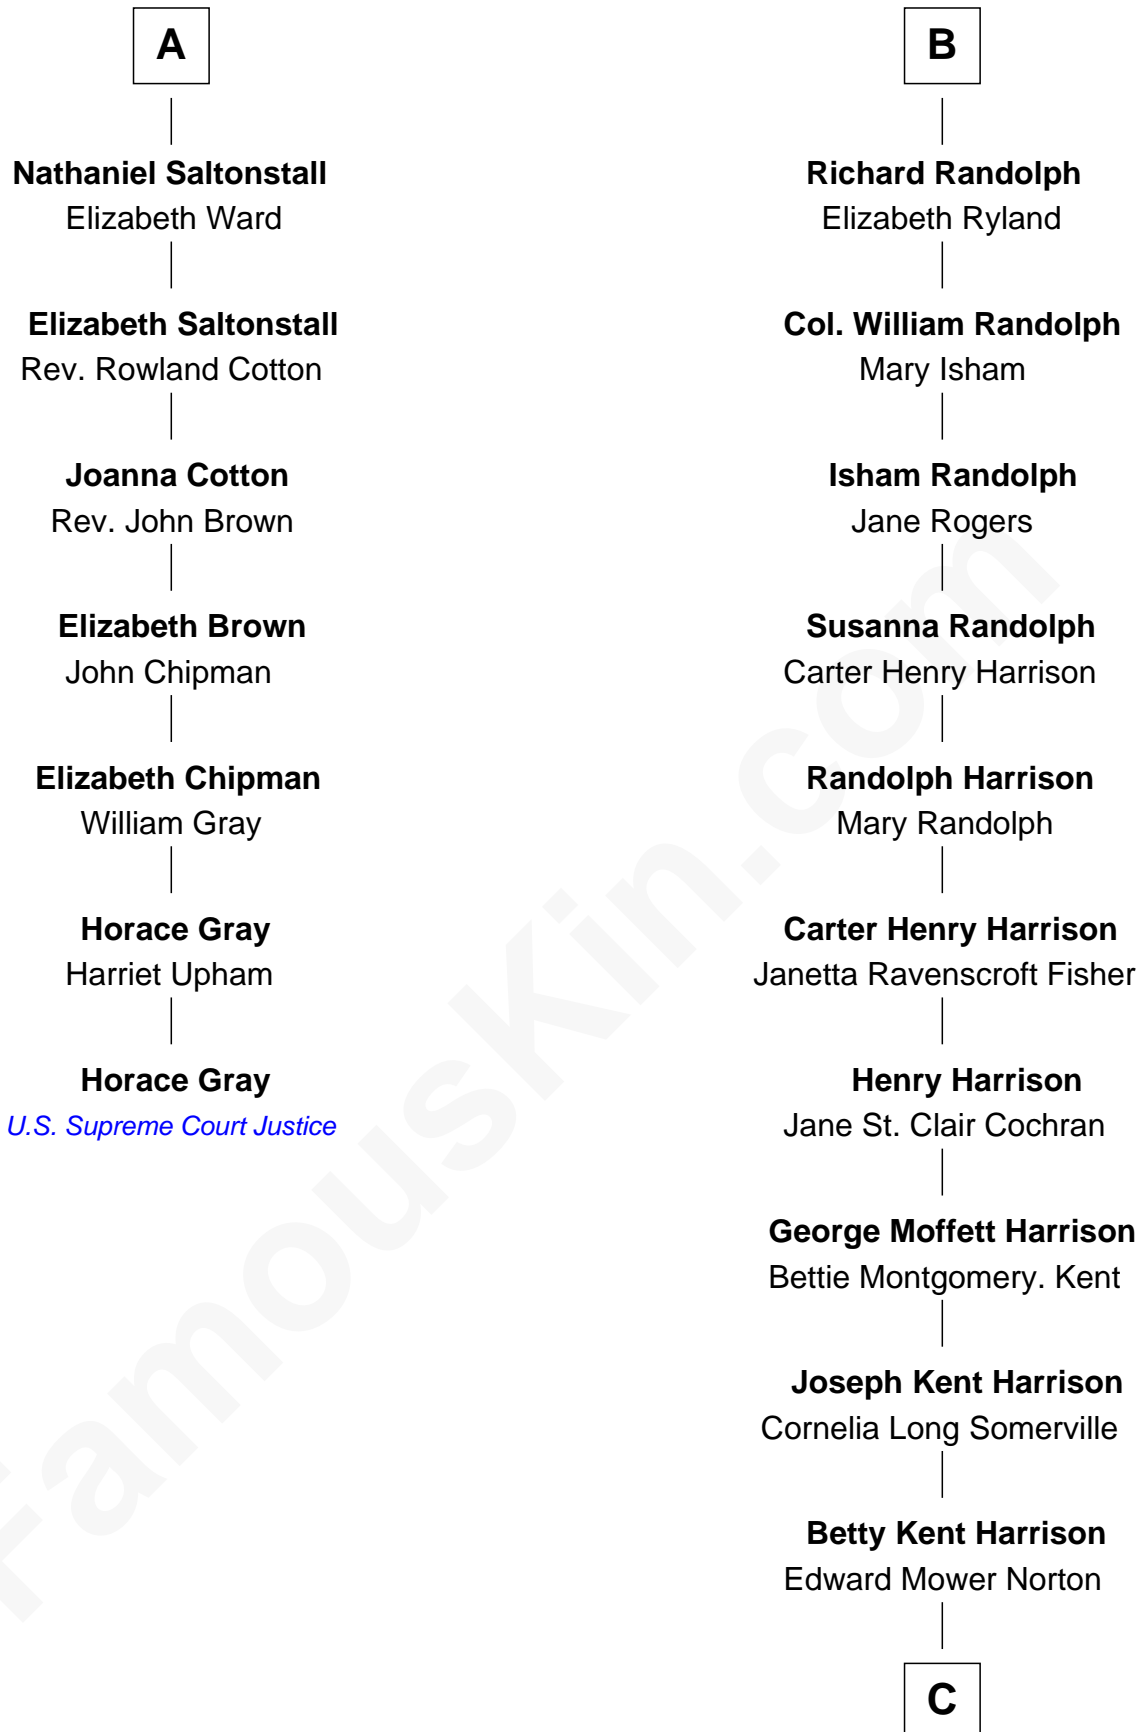 A
Nathaniel Saltonstall
Elizabeth Ward
Elizabeth Saltonstall
Rev. Rowland Cotton
Joanna Cotton
Rev. John Brown
Elizabeth Brown
John Chipman
Elizabeth Chipman
William Gray
Horace Gray
Harriet Upham
Horace Gray
U.S. Supreme Court Justice
B
Richard Randolph
Elizabeth Ryland
Col. William Randolph
Mary Isham
Isham Randolph
Jane Rogers
Susanna Randolph
Carter Henry Harrison
Randolph Harrison
Mary Randolph
Carter Henry Harrison
Janetta Ravenscroft Fisher
Henry Harrison
Jane St. Clair Cochran
George Moffett Harrison
Bettie Montgomery. Kent
Joseph Kent Harrison
Cornelia Long Somerville
Betty Kent Harrison
Edward Mower Norton
C
FamousKin.com